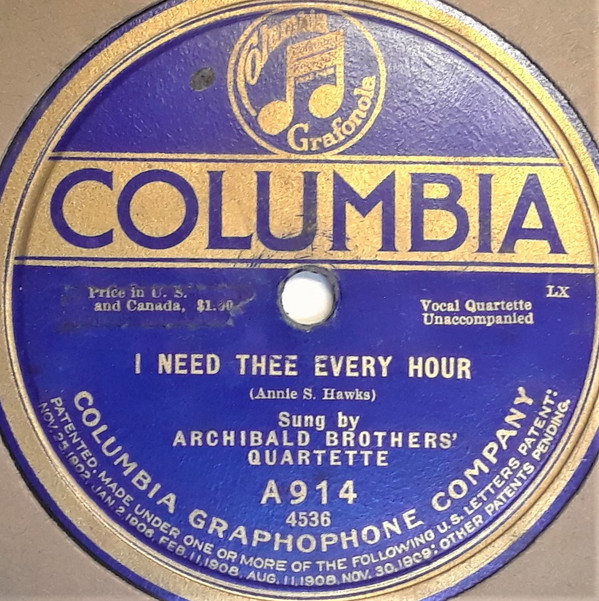 Columbia
Grafonola
COLUMBIA
Price in U. S.
and Canada, $1.00
LX
Vocal Quartette
Unaccompanied
I NEED THEE EVERY HOUR
(Annie S. Hawks)
Sung by
ARCHIBALD BROTHERS'
QUARTETTE
A914
4536
COLUMBIA GRAPHOPHONE COMPANY
PATENTED, MADE UNDER ONE OR MORE OF THE FOLLOWING U.S. LETTERS PATENT:
NOV. 25, 1902, JAN. 2, 1906, FEB. 11, 1908, AUG. 11, 1908, NOV. 30, 1909; OTHER PATENTS PENDING.